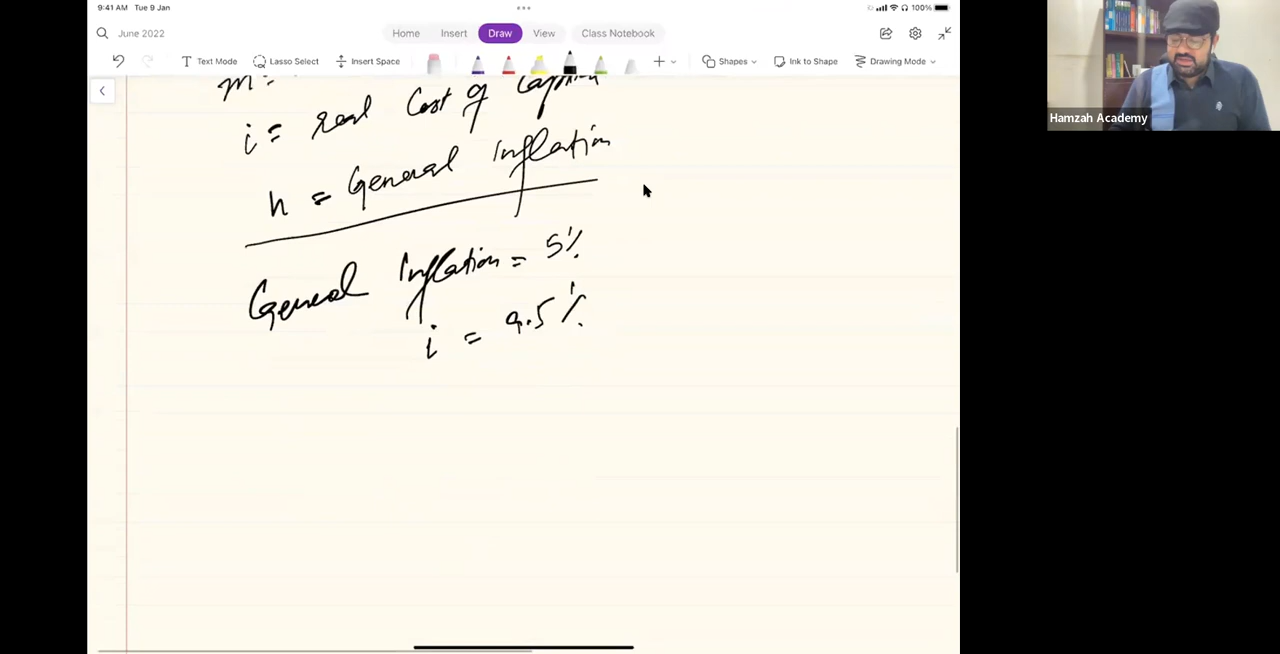 9:41 AM Tue 9 Jan
100%
June 2022
Home Insert Draw View Class Notebook
Text Mode Lasso Select Insert Space Shapes Ink to Shape Drawing Mode
m =
i = real Cost of Capital
h = General Inflation
General Inflation = 5%
i = 9.5%
Hamzah Academy